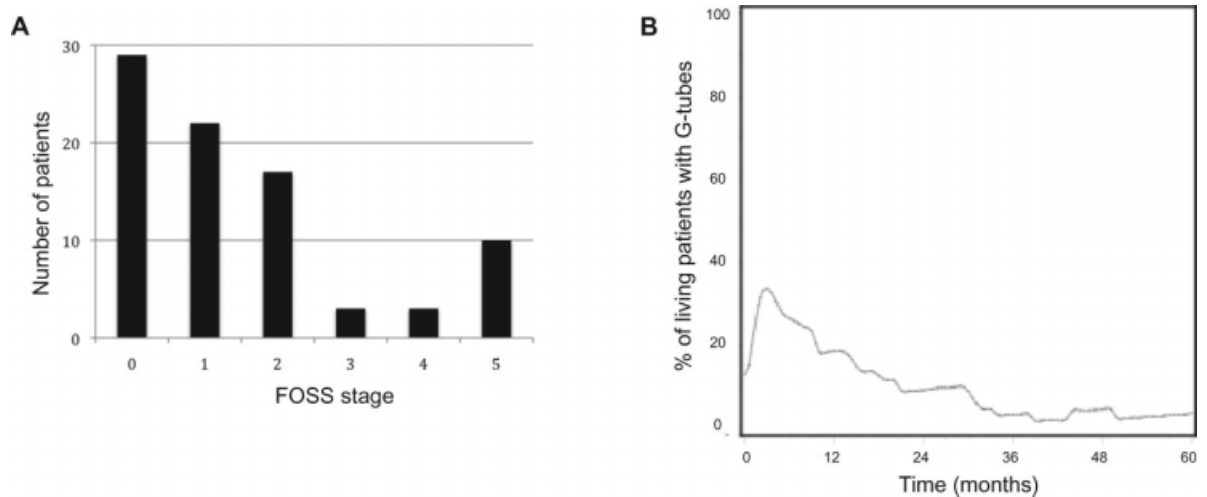 A
Number of patients
30
20
10
0
0 1 2 3 4 5
FOSS stage
B
% of living patients with G-tubes
100
80
60
40
20
0
0 12 24 36 48 60
Time (months)